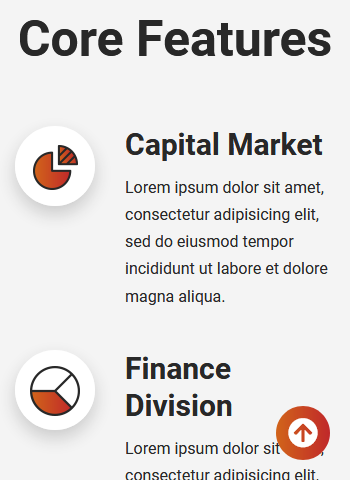 Core Features
Capital Market
Lorem ipsum dolor sit amet,
consectetur adipisicing elit,
sed do eiusmod tempor
incididunt ut labore et dolore
magna aliqua.
Finance
Division
Lorem ipsum dolor sit
consectetur adipisicing elit,